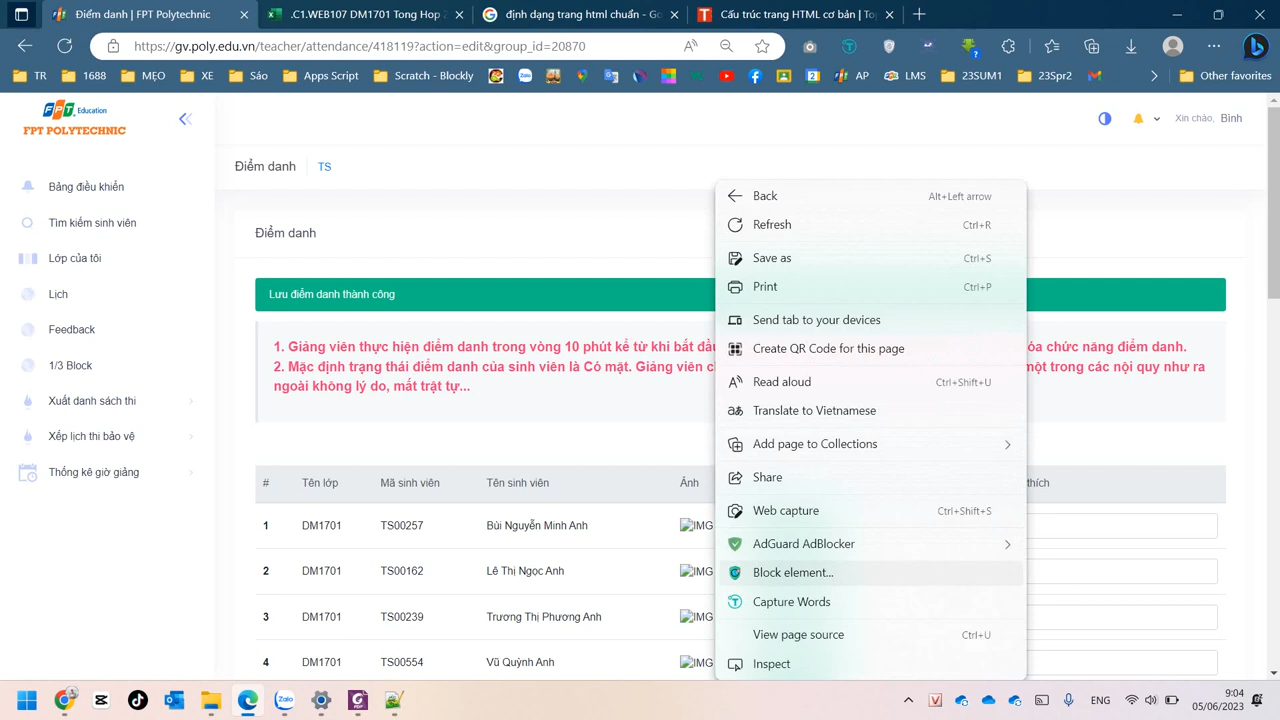 Điểm danh | FPT Polytechnic
.C1.WEB107 DM1701 Tong Hop
định dạng trang html chuẩn - Go
Cấu trúc trang HTML cơ bản | Top
https://gv.poly.edu.vn/teacher/attendance/418119?action=edit&group_id=20870
TR
1688
MẸO
XE
Sáo
Apps Script
Scratch - Blockly
AP
LMS
23SUM1
23Spr2
Other favorites
FPT Education
FPT POLYTECHNIC
Xin chào, Bình
Điểm danh
TS
Bảng điều khiển
Tìm kiếm sinh viên
Lớp của tôi
Lịch
Feedback
1/3 Block
Xuất danh sách thi
Xếp lịch thi bảo vệ
Thống kê giờ giảng
Điểm danh
Lưu điểm danh thành công
1. Giảng viên thực hiện điểm danh trong vòng 10 phút kể từ khi bắt đầu óa chức năng điểm danh.
2. Mặc định trạng thái điểm danh của sinh viên là Có mặt. Giảng viên c một trong các nội quy như ra
ngoài không lý do, mất trật tự...
# Tên lớp Mã sinh viên Tên sinh viên Ảnh thích
1 DM1701 TS00257 Bùi Nguyễn Minh Anh IMG
2 DM1701 TS00162 Lê Thị Ngọc Anh IMG
3 DM1701 TS00239 Trương Thị Phương Anh IMG
4 DM1701 TS00554 Vũ Quỳnh Anh IMG
Back Alt+Left arrow
Refresh Ctrl+R
Save as Ctrl+S
Print Ctrl+P
Send tab to your devices
Create QR Code for this page
Read aloud Ctrl+Shift+U
Translate to Vietnamese
Add page to Collections
Share
Web capture Ctrl+Shift+S
AdGuard AdBlocker
Block element...
Capture Words
View page source Ctrl+U
Inspect
ENG
9:04
05/06/2023